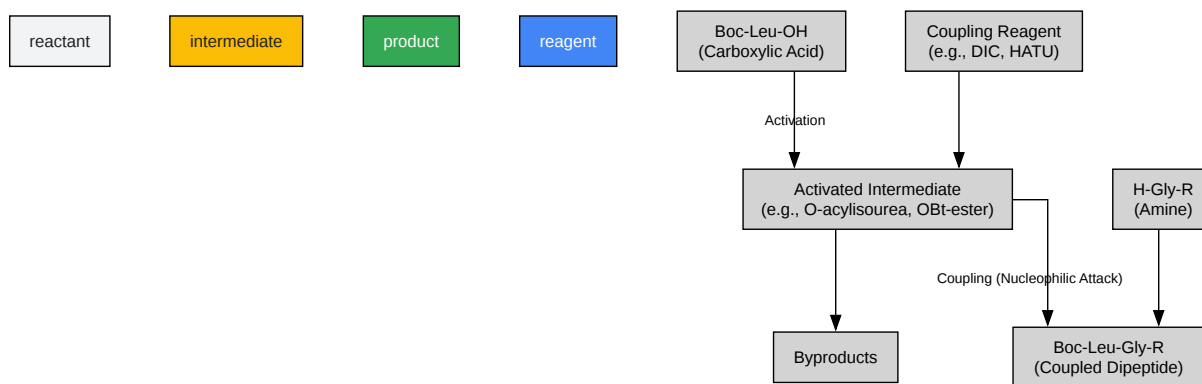 reactant
intermediate
product
reagent
Boc-Leu-OH
(Carboxylic Acid)
Coupling Reagent
(e.g., DIC, HATU)
Activation
Activated Intermediate
(e.g., O-acylisourea, OBt-ester)
H-Gly-R
(Amine)
Coupling (Nucleophilic Attack)
Byproducts
Boc-Leu-Gly-R
(Coupled Dipeptide)